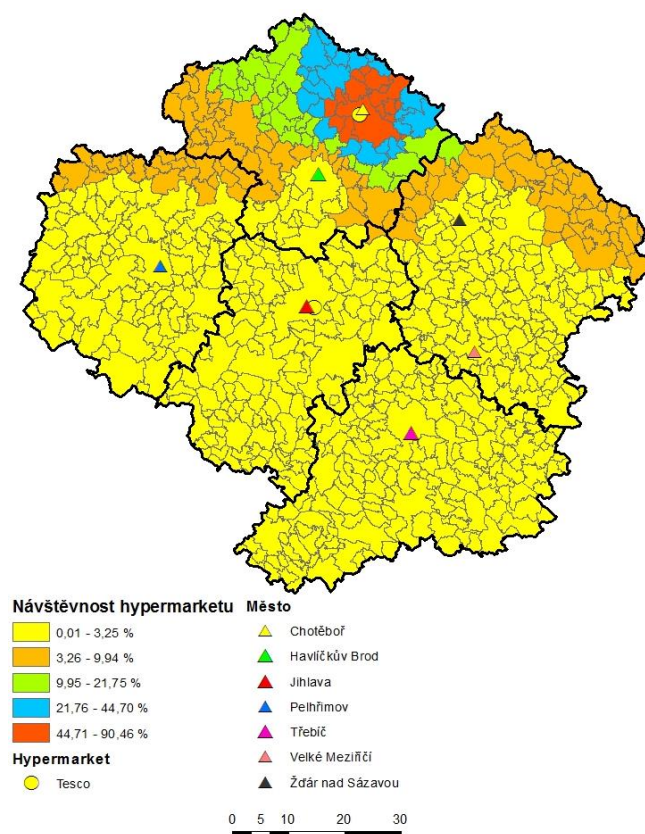 Návštěvnost hypermarketu
0,01 - 3,25 %
3,26 - 9,94 %
9,95 - 21,75 %
21,76 - 44,70 %
44,71 - 90,46 %
Hypermarket
Tesco
Město
Chotěboř
Havlíčkův Brod
Jihlava
Pelhřimov
Třebíč
Velké Meziříčí
Žďár nad Sázavou
0 5 10 20 30